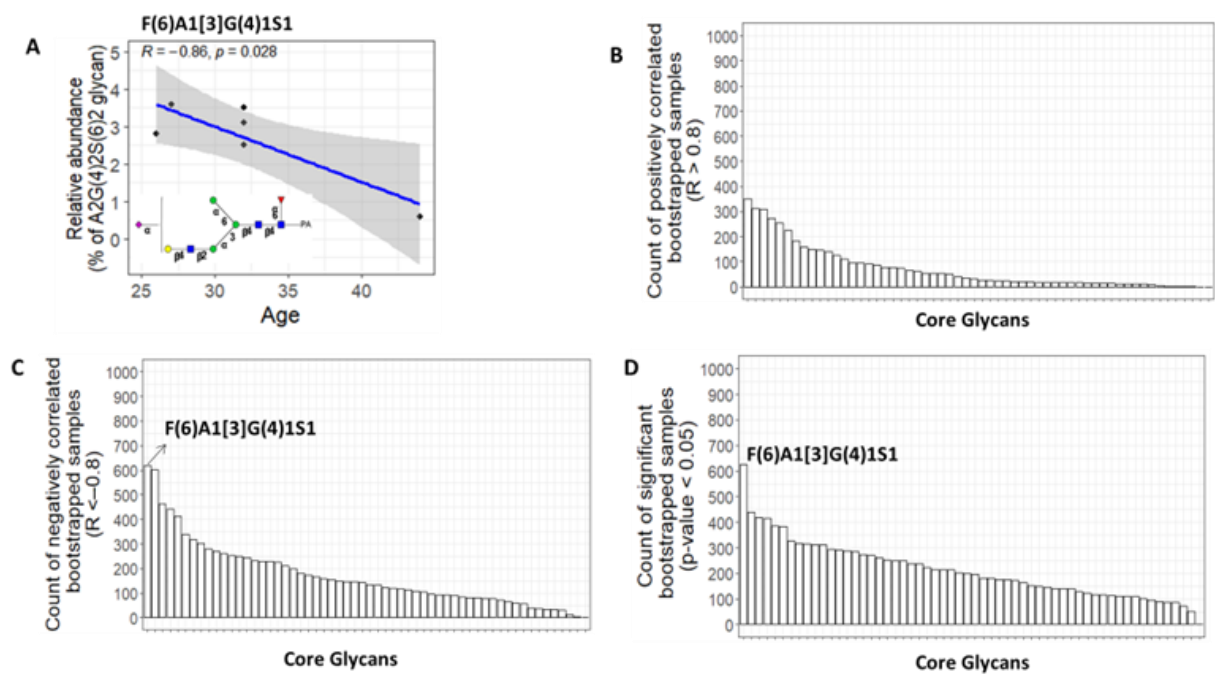 A
F(6)A1[3]G(4)1S1
R = −0.86, p = 0.028
Relative abundance
(% of A2G(4)2S(6)2 glycan)
5
4
3
2
1
0
α
β4
β2
α
3
α
6
β4
β4
α
6
PA
25
30
35
40
Age
B
Count of positively correlated
bootstrapped samples
(R > 0.8)
1000
900
800
700
600
500
400
300
200
100
0
Core Glycans
C
Count of negatively correlated
bootstrapped samples
(R <−0.8)
1000
900
800
700
600
500
400
300
200
100
0
F(6)A1[3]G(4)1S1
Core Glycans
D
Count of significant
bootstrapped samples
(p-value < 0.05)
1000
900
800
700
600
500
400
300
200
100
0
F(6)A1[3]G(4)1S1
Core Glycans